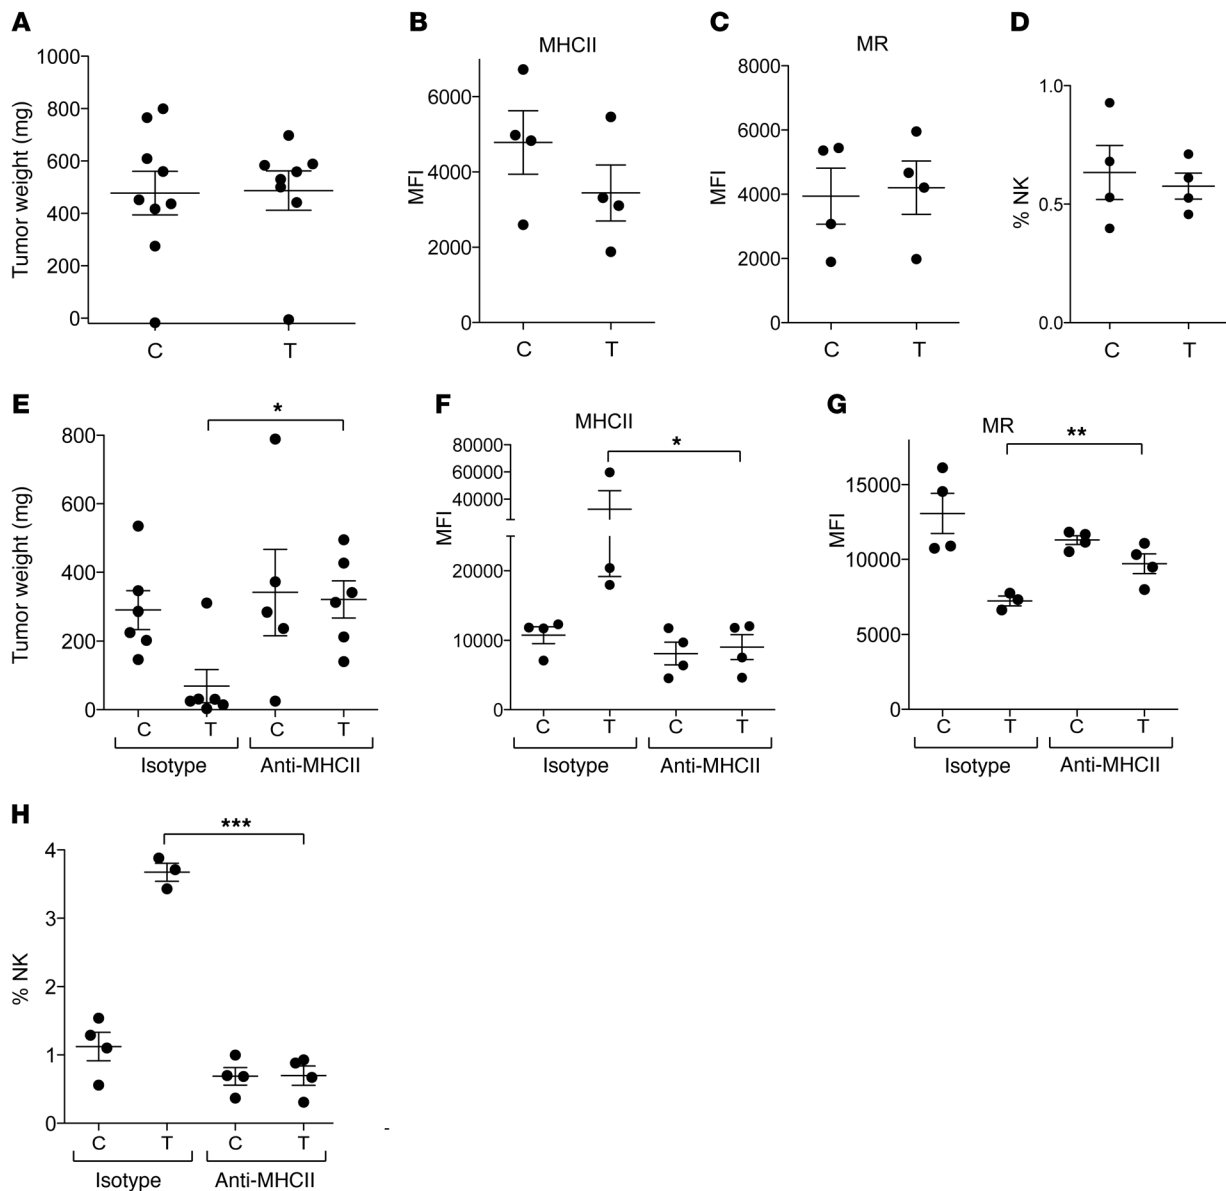 A
Tumor weight (mg)
1000
800
600
400
200
0
C T
B
MHCII
MFI
6000
4000
2000
0
C T
C
MR
MFI
8000
6000
4000
2000
0
C T
D
% NK
1.0
0.5
0.0
C T
E
*
Tumor weight (mg)
800
600
400
200
0
C T C T
Isotype Anti-MHCII
F
MHCII
*
MFI
80000
60000
40000
20000
10000
0
C T C T
Isotype Anti-MHCII
G
MR
**
MFI
15000
10000
5000
0
C T C T
Isotype Anti-MHCII
H
***
% NK
4
3
2
1
0
C T C T
Isotype Anti-MHCII
-